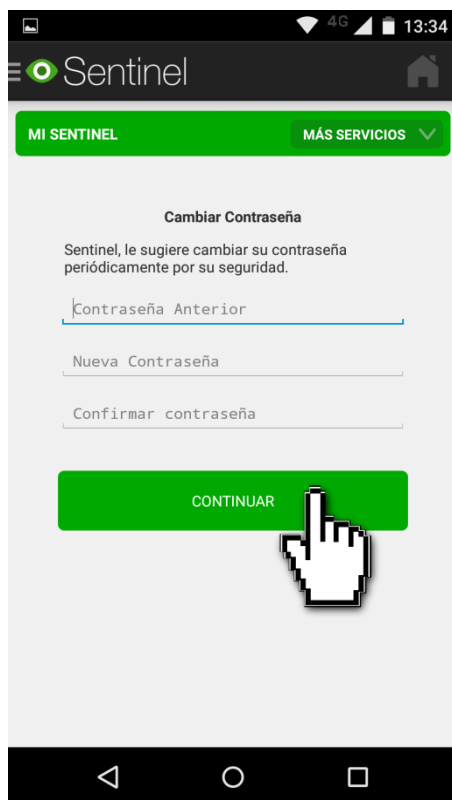 4G 13:34
Sentinel
MI SENTINEL MÁS SERVICIOS
Cambiar Contraseña
Sentinel, le sugiere cambiar su contraseña
periódicamente por su seguridad.
Contraseña Anterior
Nueva Contraseña
Confirmar contraseña
CONTINUAR